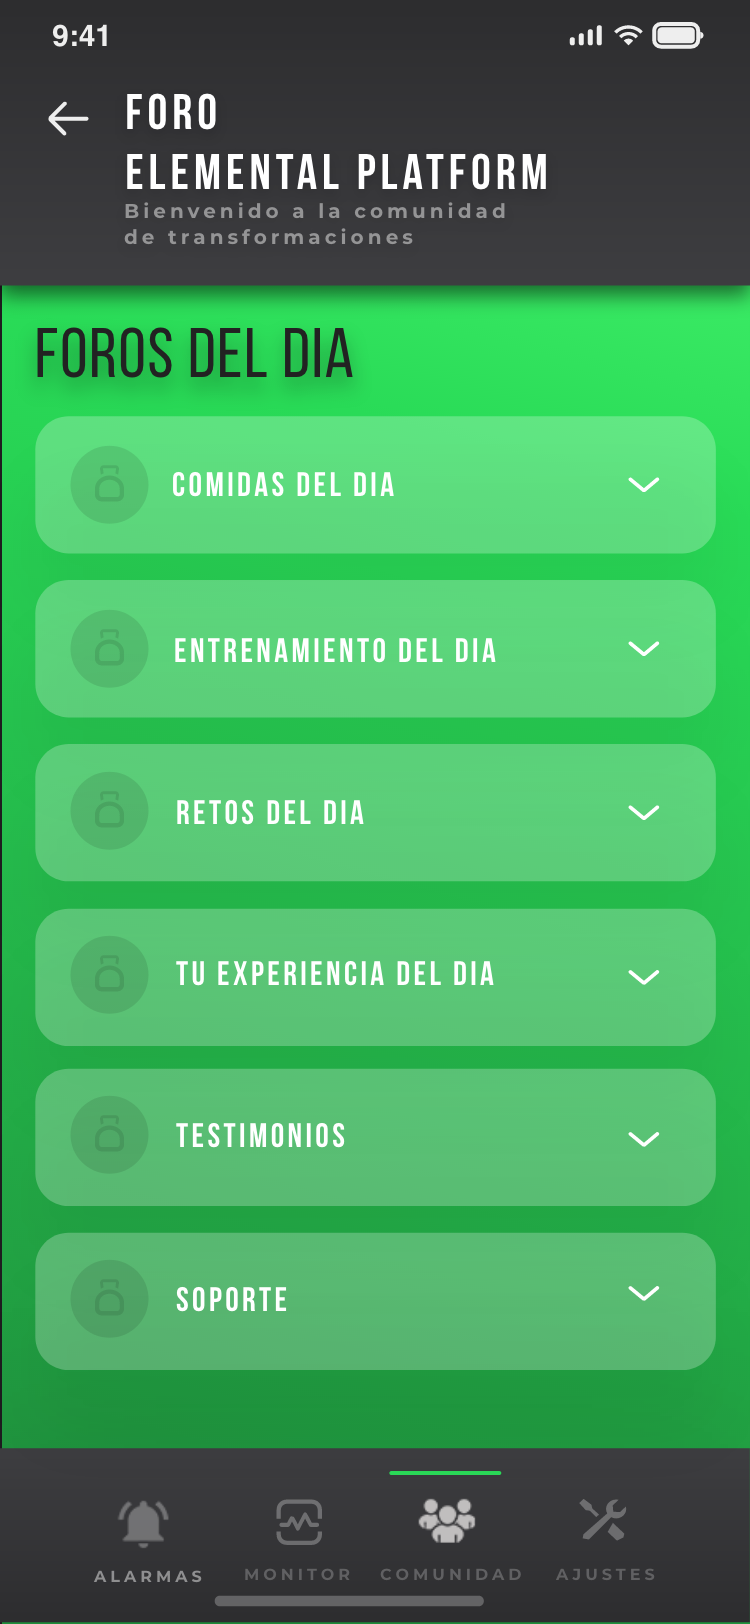 9:41
FORO
ELEMENTAL PLATFORM
Bienvenido a la comunidad
de transformaciones
FOROS DEL DIA
COMIDAS DEL DIA
ENTRENAMIENTO DEL DIA
RETOS DEL DIA
TU EXPERIENCIA DEL DIA
TESTIMONIOS
SOPORTE
ALARMAS MONITOR COMUNIDAD AJUSTES